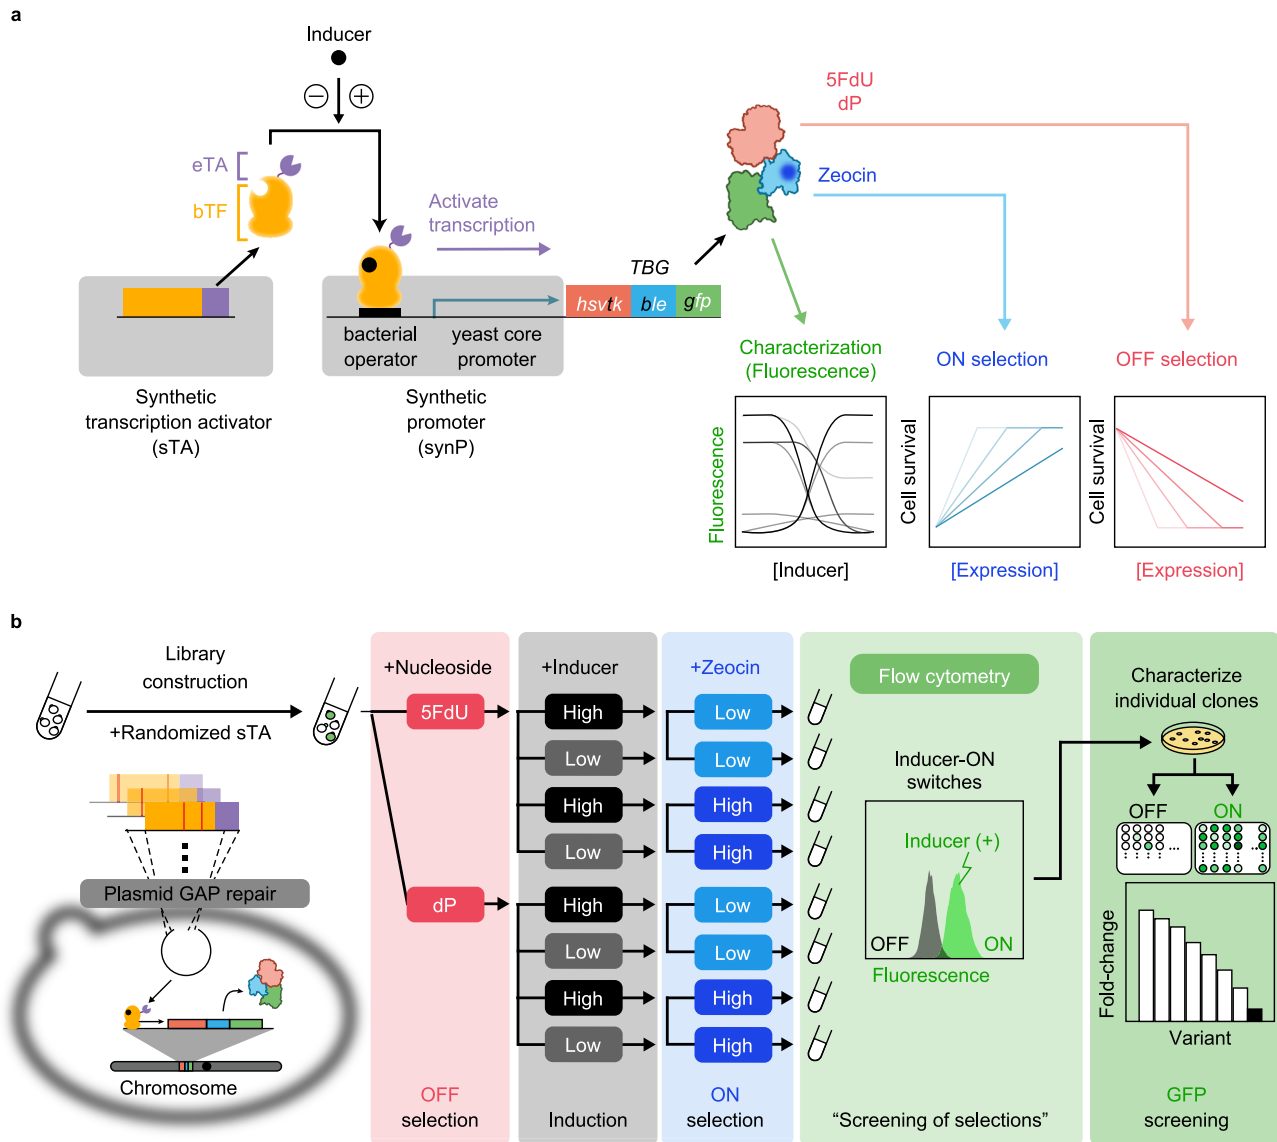 a
Inducer
− +
eTA
bTF
Activate
transcription
5FdU
dP
Zeocin
TBG
hsvtk ble gfp
bacterial
operator
yeast core
promoter
Synthetic
transcription activator
(sTA)
Synthetic
promoter
(synP)
Characterization
(Fluorescence)
ON selection
OFF selection
Fluorescence
[Inducer]
Cell survival
[Expression]
Cell survival
[Expression]
b
Library
construction
+Randomized sTA
Plasmid GAP repair
Chromosome
+Nucleoside
5FdU
dP
OFF
selection
+Inducer
High
Low
High
Low
High
Low
High
Low
Induction
+Zeocin
Low
Low
High
High
Low
Low
High
High
ON
selection
Flow cytometry
Inducer-ON
switches
Inducer (+)
OFF ON
Fluorescence
“Screening of selections”
Characterize
individual clones
OFF ON
Fold-change
Variant
GFP
screening